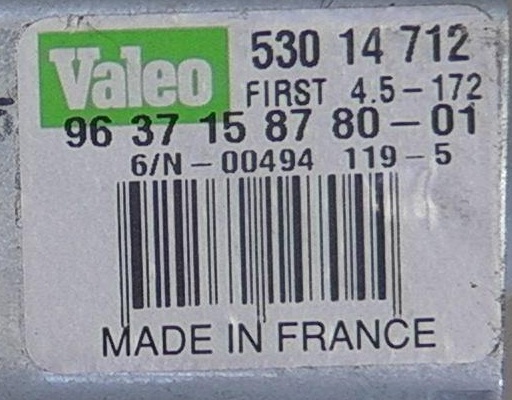 Valeo 530 14 712
FIRST 4.5-172
96 37 15 87 80-01
6/N-00494 119-5
MADE IN FRANCE